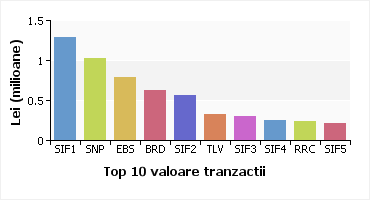 Lei (milioane)
1.5
1
0.5
0
SIF1 SNP EBS BRD SIF2 TLV SIF3 SIF4 RRC SIF5
Top 10 valoare tranzactii